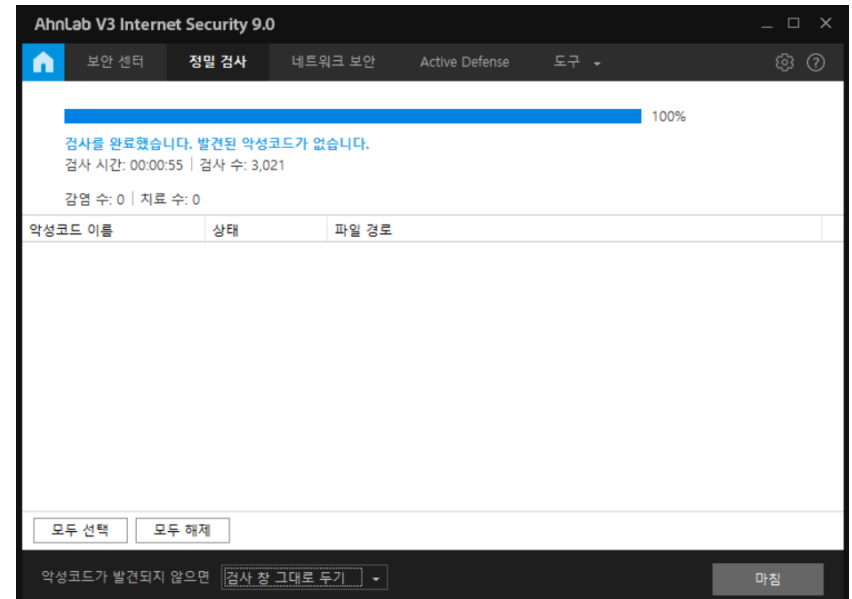 AhnLab V3 Internet Security 9.0
보안 센터 정밀 검사 네트워크 보안 Active Defense 도구
100%
검사를 완료했습니다. 발견된 악성코드가 없습니다.
검사 시간: 00:00:55 | 검사 수: 3,021
감염 수: 0 | 치료 수: 0
악성코드 이름 상태 파일 경로
모두 선택 모두 해제
악성코드가 발견되지 않으면 검사 창 그대로 두기 마침